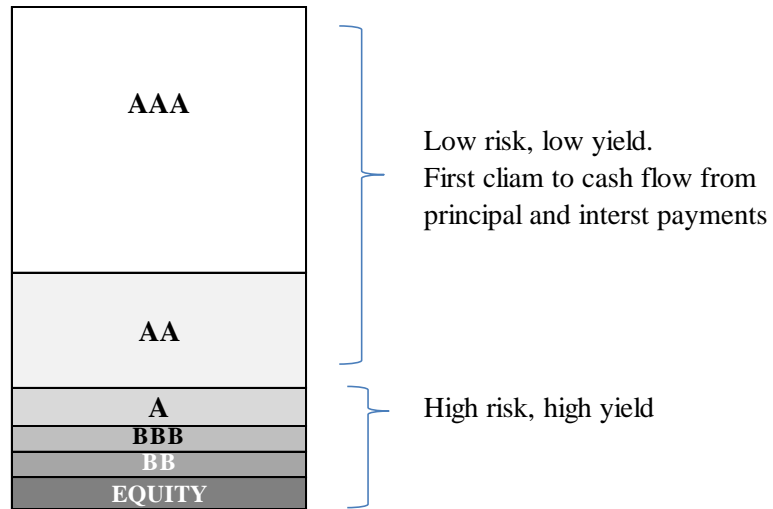 AAA
Low risk, low yield.
First cliam to cash flow from
principal and interst payments
AA
A
High risk, high yield
BBB
BB
EQUITY